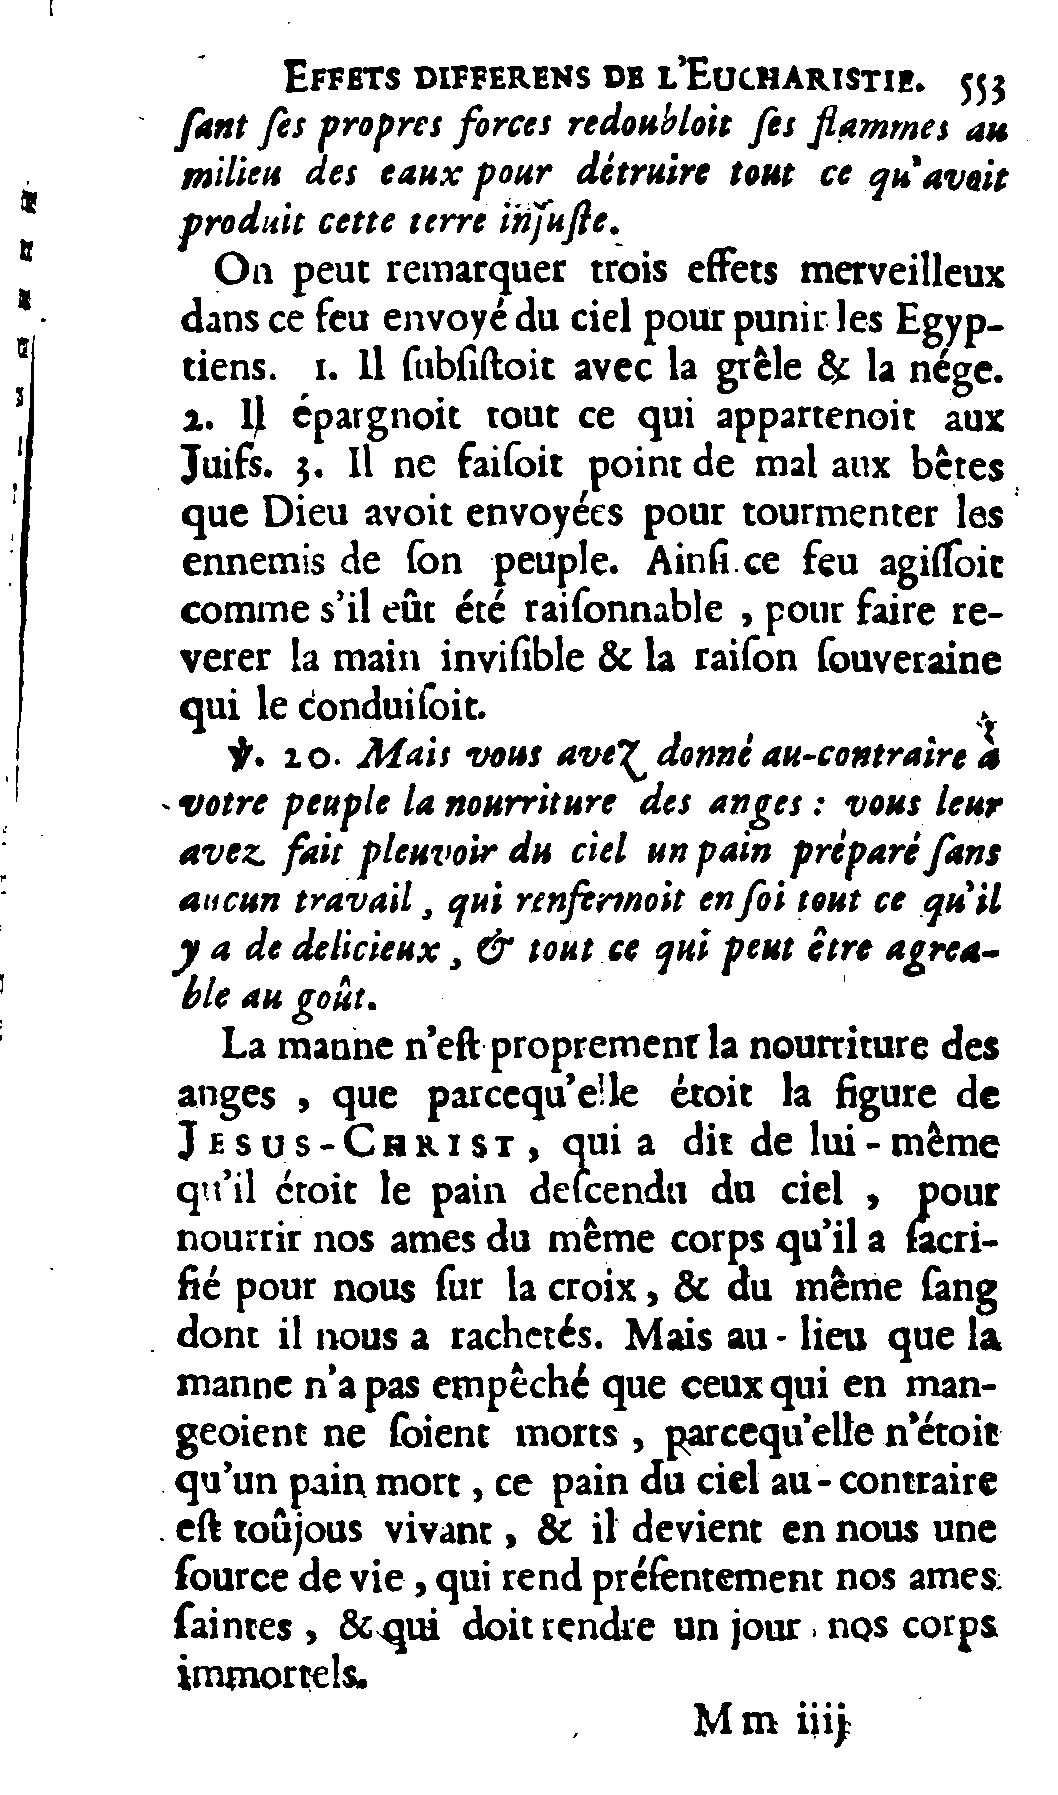 EFFETS DIFFERENS DE L'EUCHARISTIE. 553
ſant ſes propres forces redoubloit ſes flammes au
milieu des eaux pour détruire tout ce qu'avoit
produit cette terre injuſte.
On peut remarquer trois effets merveilleux
dans ce feu envoyé du ciel pour punir les Egyp-
tiens. 1. Il ſubſiſtoit avec la grêle & la nége.
2. Il épargnoit tout ce qui appartenoit aux
Juifs. 3. Il ne faiſoit point de mal aux bêtes
que Dieu avoit envoyées pour tourmenter les
ennemis de ſon peuple. Ainſi ce feu agiſſoit
comme s'il eût été raiſonnable , pour faire re-
verer la main inviſible & la raiſon ſouveraine
qui le conduiſoit.
℣. 20. Mais vous avez donné au-contraire à
votre peuple la nourriture des anges : vous leur
avez fait pleuvoir du ciel un pain préparé ſans
aucun travail , qui renfermoit en ſoi tout ce qu'il
y a de delicieux , & tout ce qui peut être agrea-
ble au goût.
La manne n'eſt proprement la nourriture des
anges , que parcequ'elle étoit la figure de
JESUS-CHRIST , qui a dit de lui-même
qu'il étoit le pain deſcendu du ciel , pour
nourrir nos ames du même corps qu'il a ſacri-
fié pour nous ſur la croix , & du même ſang
dont il nous a rachetés. Mais au-lieu que la
manne n'a pas empêché que ceux qui en man-
geoient ne ſoient morts , parcequ'elle n'étoit
qu'un pain mort , ce pain du ciel au-contraire
eſt toûjous vivant , & il devient en nous une
ſource de vie , qui rend préſentement nos ames
ſaintes , & qui doit rendre un jour nos corps
immortels.
M m iiij